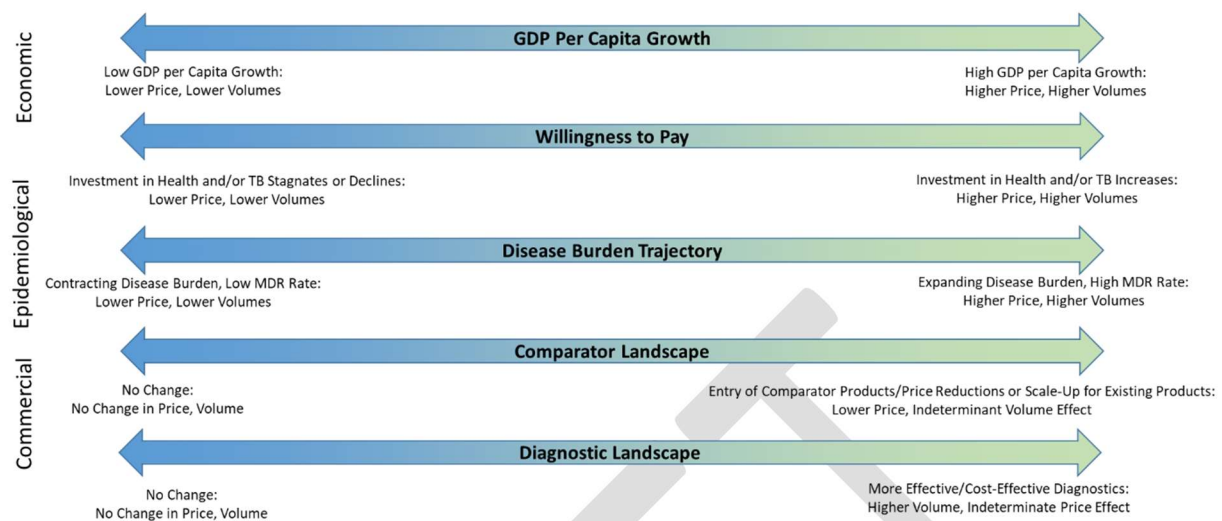 Economic
GDP Per Capita Growth
Low GDP per Capita Growth:
Lower Price, Lower Volumes
High GDP per Capita Growth:
Higher Price, Higher Volumes
Willingness to Pay
Investment in Health and/or TB Stagnates or Declines:
Lower Price, Lower Volumes
Investment in Health and/or TB Increases:
Higher Price, Higher Volumes
Epidemiological
Disease Burden Trajectory
Contracting Disease Burden, Low MDR Rate:
Lower Price, Lower Volumes
Expanding Disease Burden, High MDR Rate:
Higher Price, Higher Volumes
Commercial
Comparator Landscape
No Change:
No Change in Price, Volume
Entry of Comparator Products/Price Reductions or Scale-Up for Existing Products:
Lower Price, Indeterminant Volume Effect
Diagnostic Landscape
No Change:
No Change in Price, Volume
More Effective/Cost-Effective Diagnostics:
Higher Volume, Indeterminate Price Effect